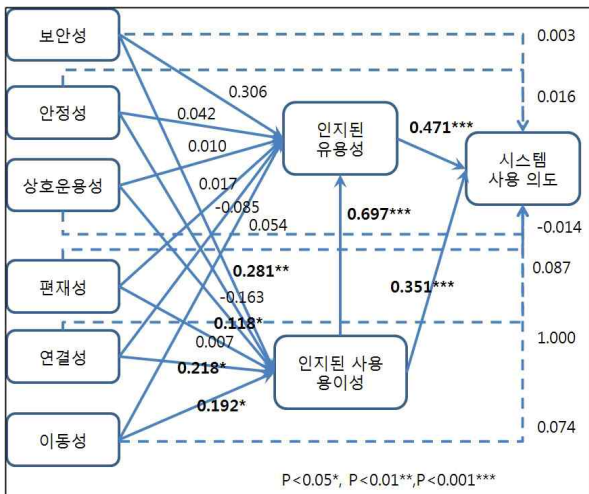 보안성
0.003
0.306
안정성
0.042
인지된
유용성
0.471***
0.016
시스템
사용 의도
0.010
상호운용성
0.017
-0.085
0.054
0.697***
-0.014
0.281**
0.087
편재성
-0.163
0.351***
0.118*
0.007
연결성
인지된 사용
용이성
1.000
0.218*
0.192*
이동성
0.074
P<0.05*, P<0.01**,P<0.001***